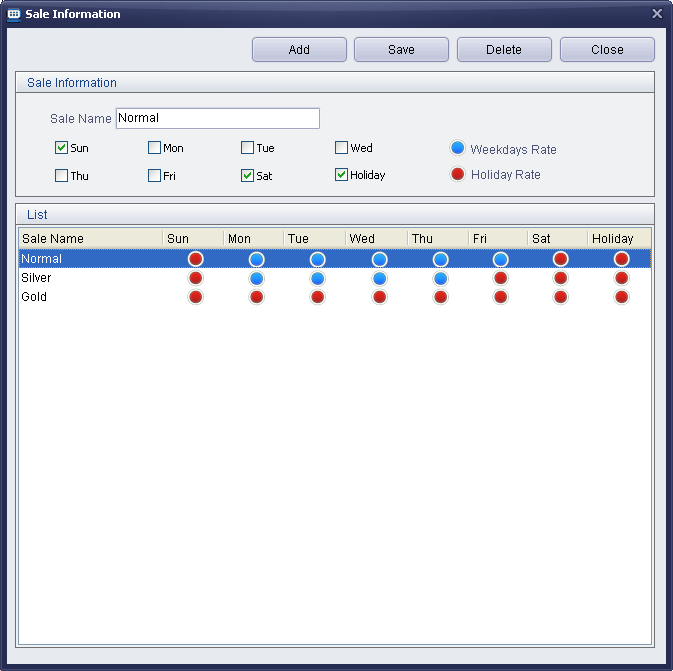 Sale Information
Add Save Delete Close
Sale Information
Sale Name Normal
Sun Mon Tue Wed Weekdays Rate
Thu Fri Sat Holiday Holiday Rate
List
Sale Name Sun Mon Tue Wed Thu Fri Sat Holiday
Normal
Silver
Gold